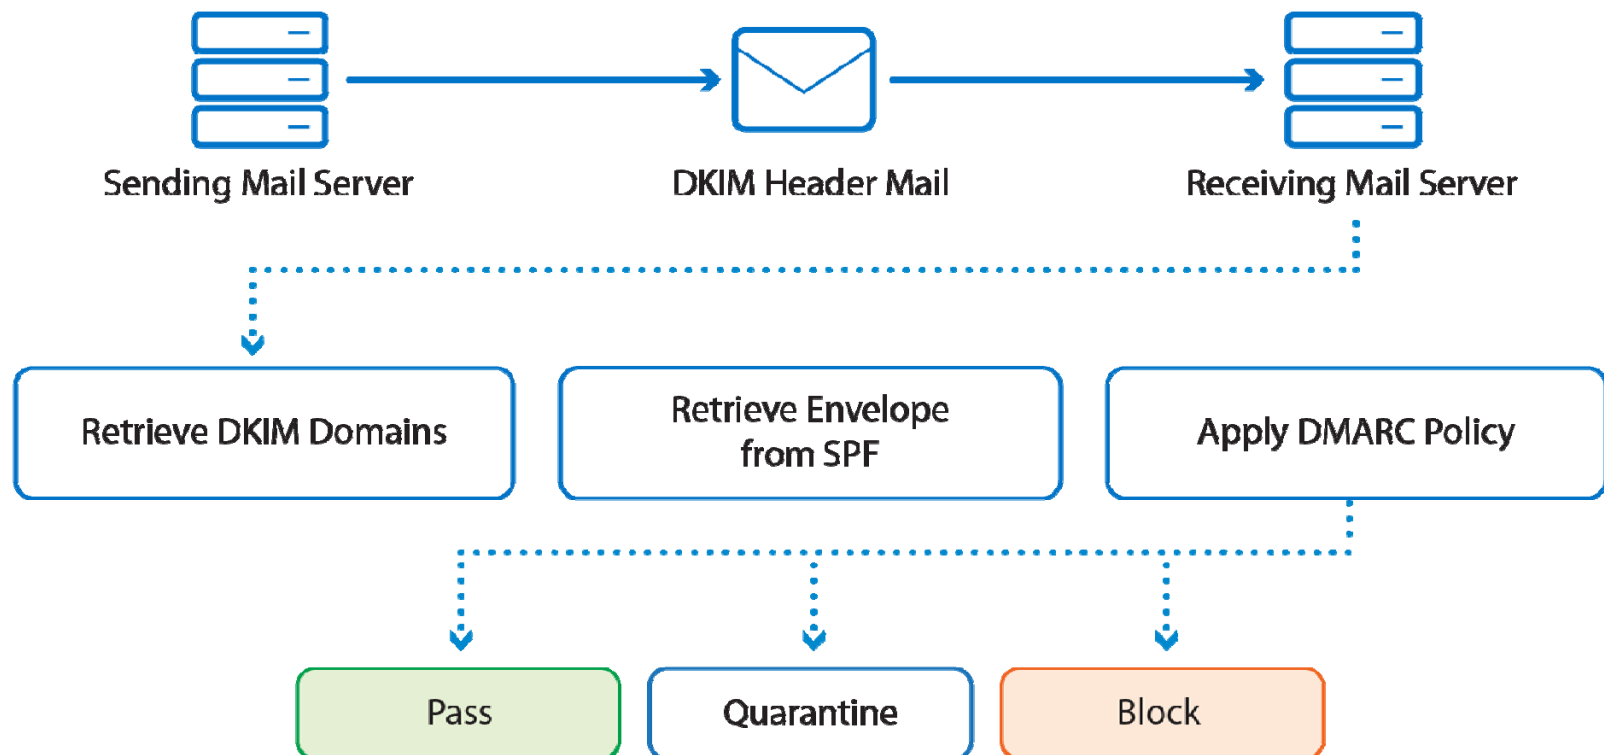 Sending Mail Server
DKIM Header Mail
Receiving Mail Server
Retrieve DKIM Domains
Retrieve Envelope
from SPF
Apply DMARC Policy
Pass
Quarantine
Block